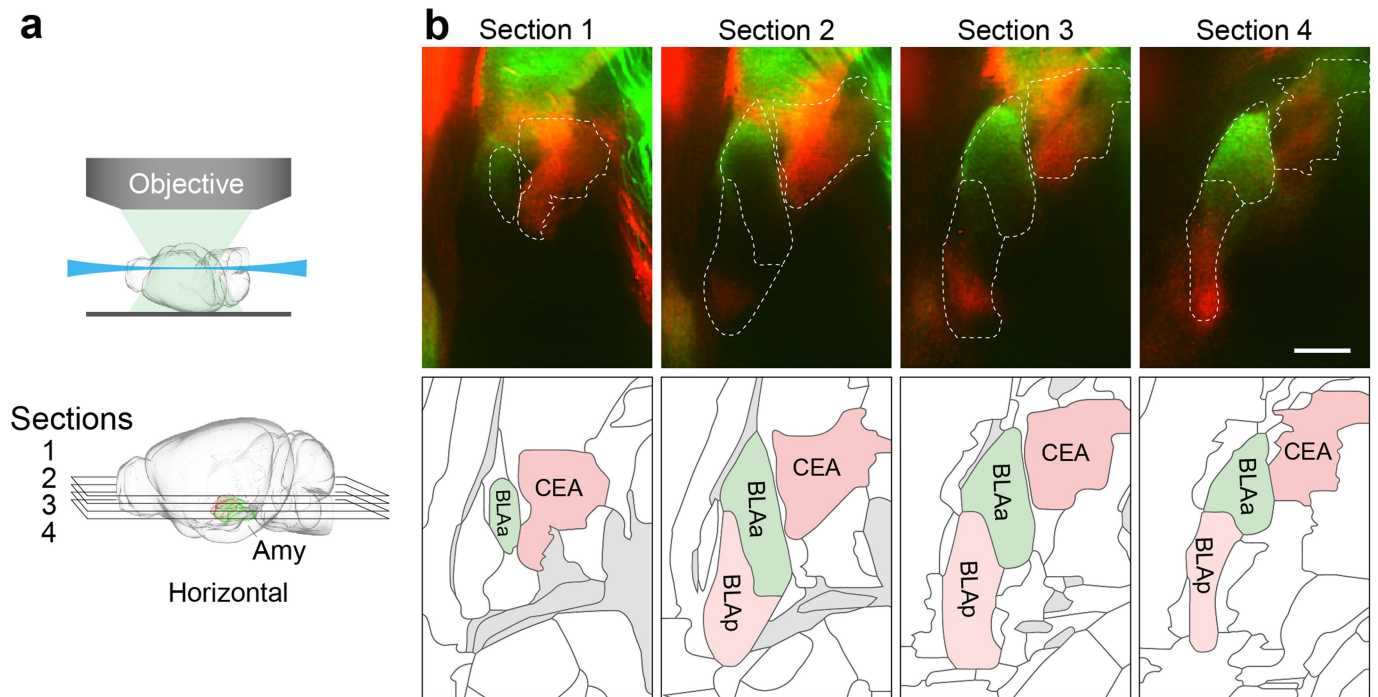 a
Objective
Sections
1
2
3
4
Amy
Horizontal
b
Section 1
Section 2
Section 3
Section 4
BLAa
CEA
BLAa
CEA
BLAp
BLAa
CEA
BLAp
BLAa
CEA
BLAp